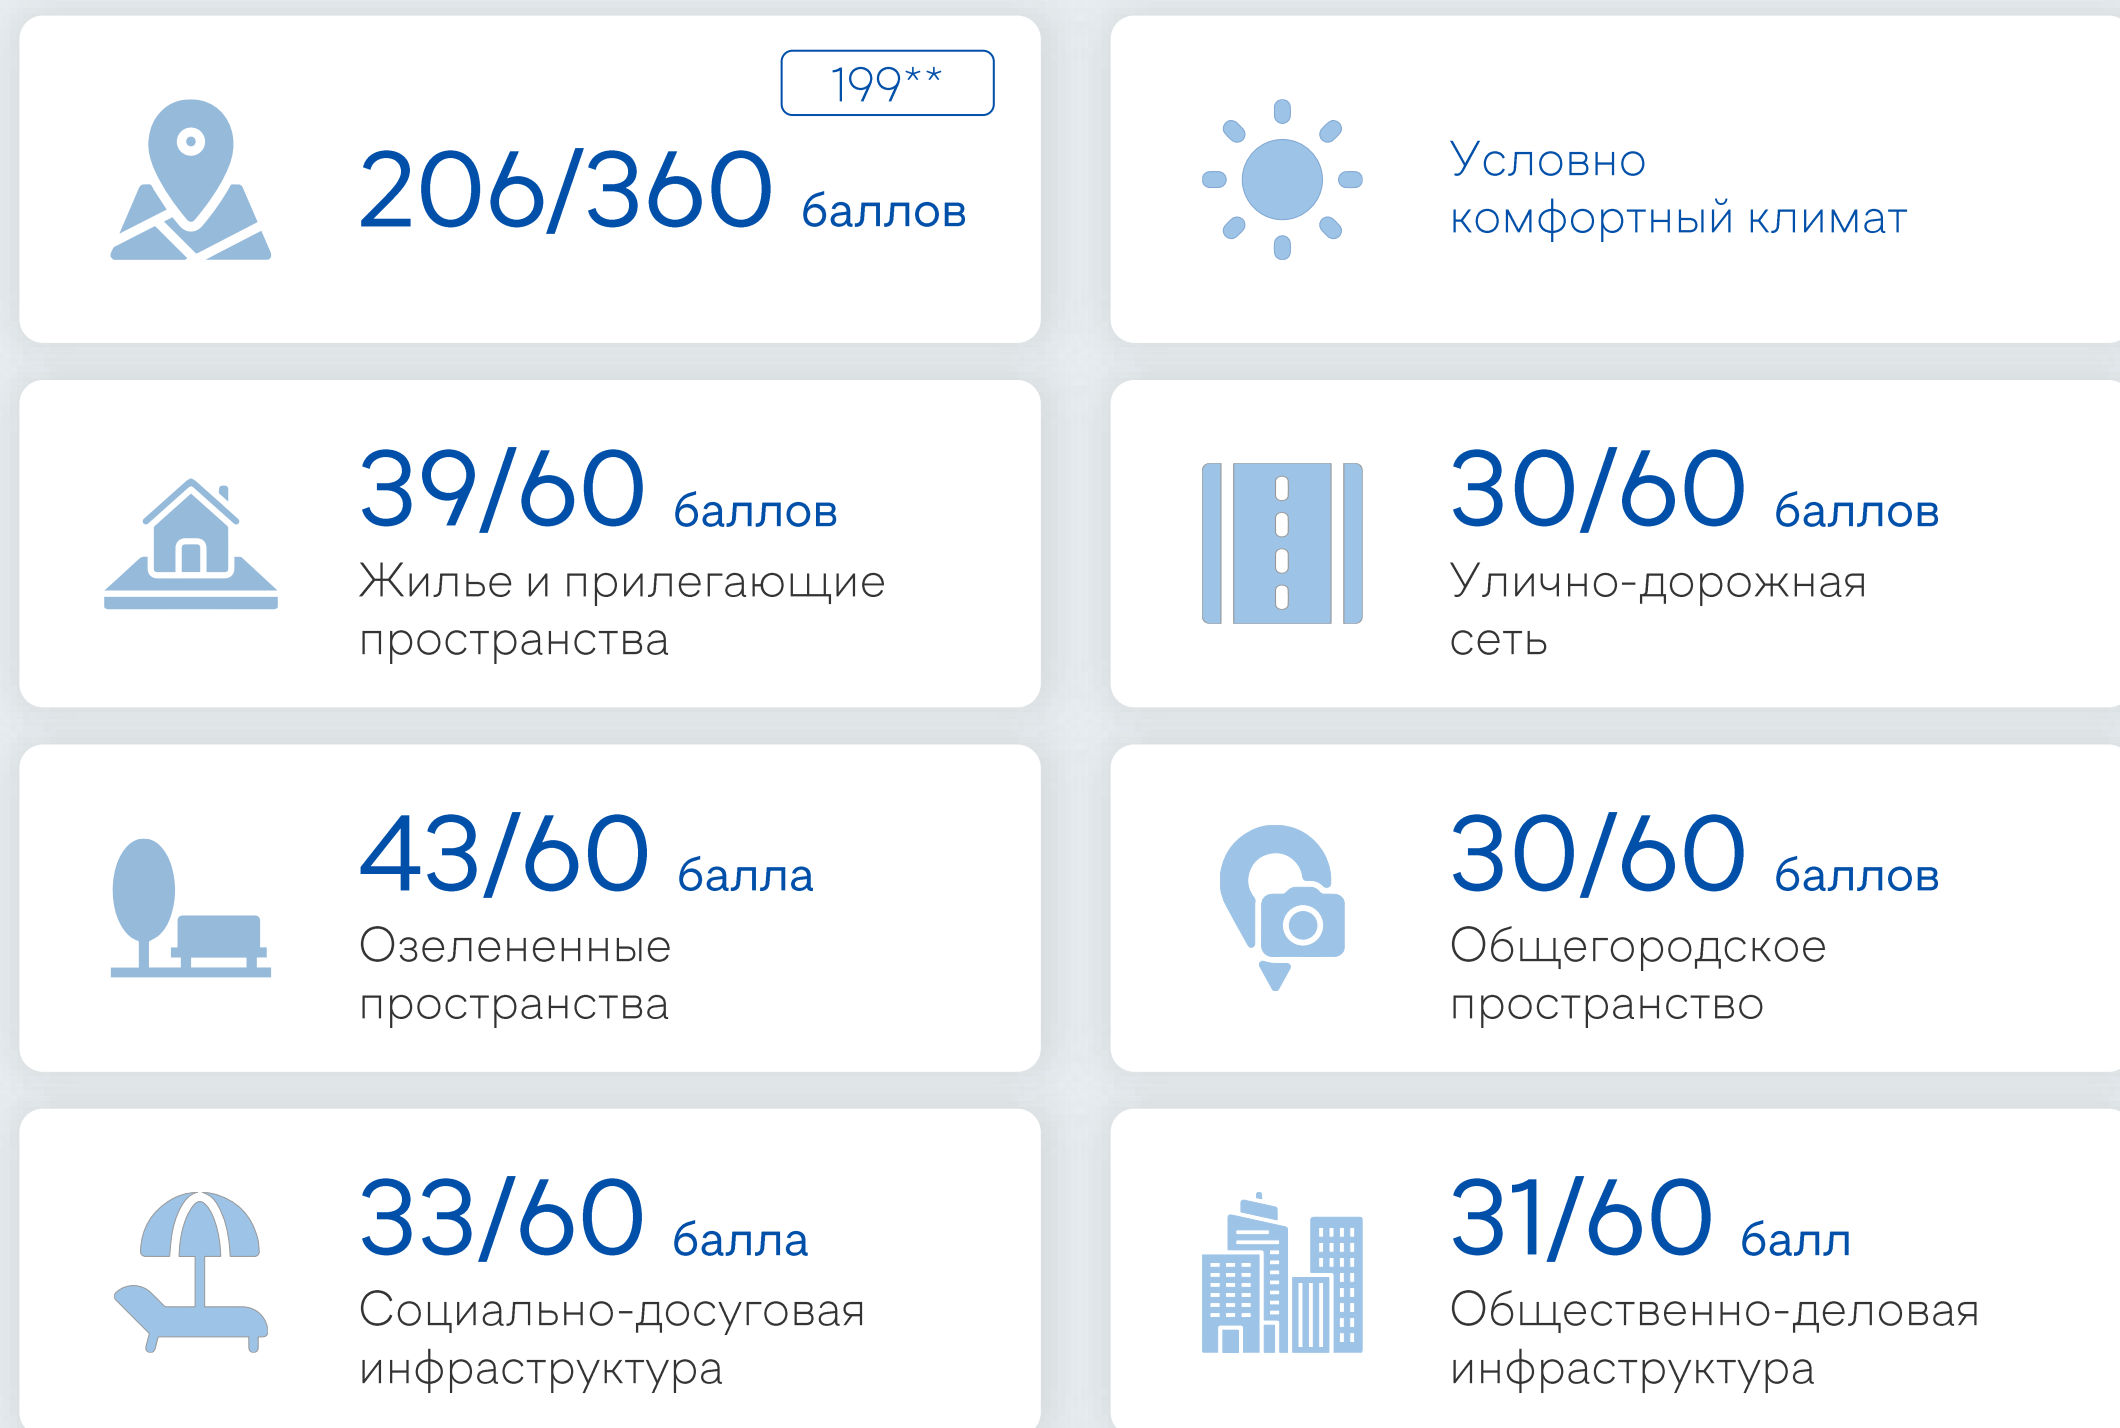 199**
206/360 баллов
Условно
комфортный климат
39/60 баллов
Жилье и прилегающие
пространства
30/60 баллов
Улично-дорожная
сеть
43/60 балла
Озелененные
пространства
30/60 баллов
Общегородское
пространство
33/60 балла
Социально-досуговая
инфраструктура
31/60 балл
Общественно-деловая
инфраструктура